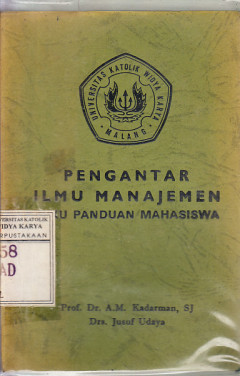 UNIVERSITAS KATOLIK WIDYA KARYA
MALANG
PENGANTAR
ILMU MANAJEMEN
PANDUAN MAHASISWA
VERSITAS KATOLIK
IDYA KARYA
RPUSTAKAAN
58
AD
Prof. Dr. A.M. Kadarman, SJ
Drs. Jusuf Udaya